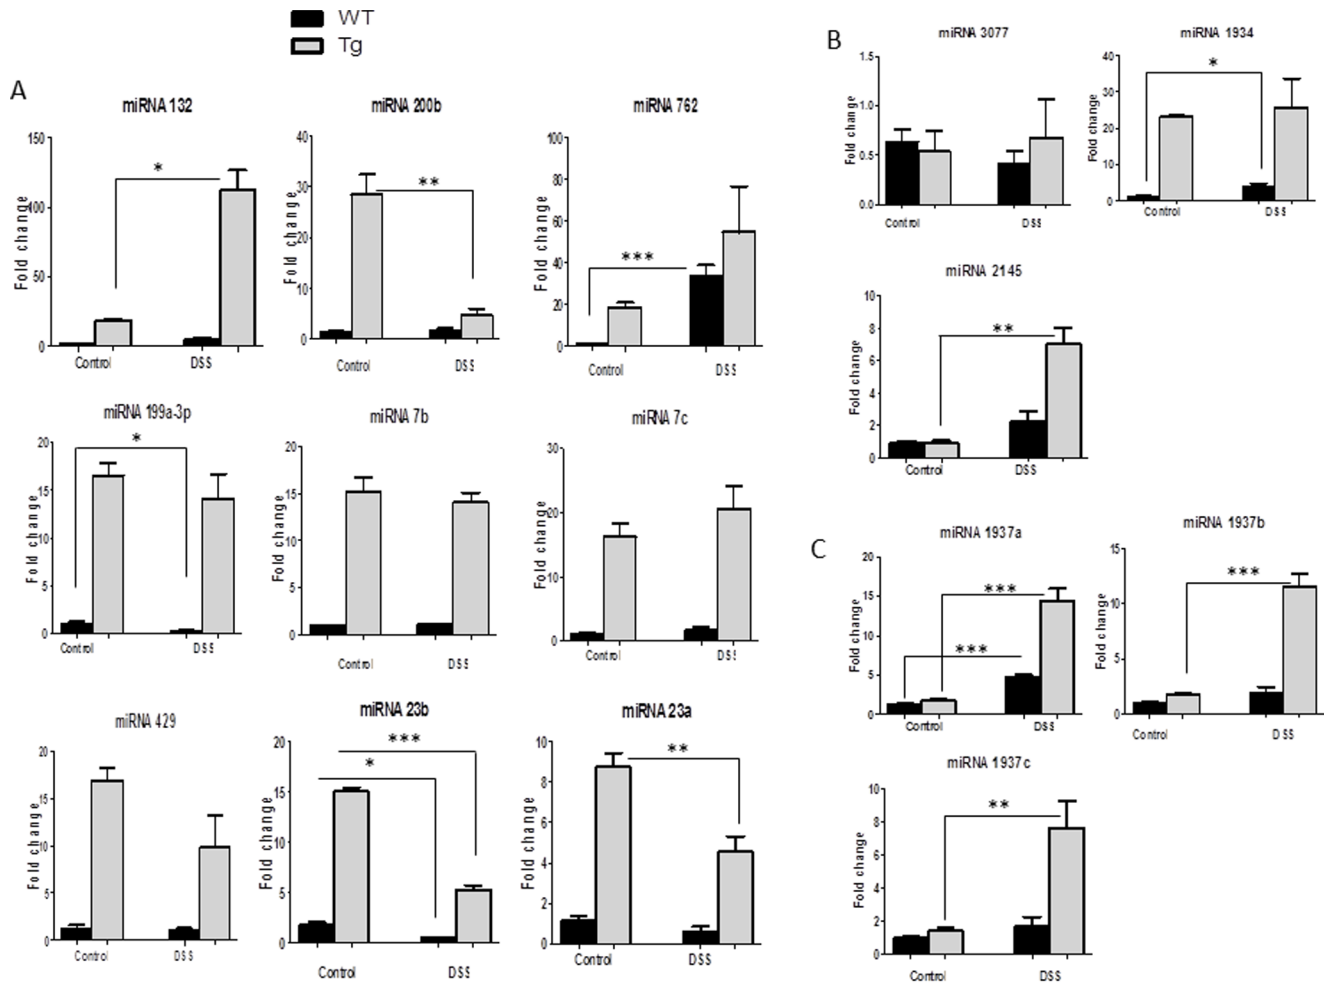 WT
Tg
A
miRNA 132
Fold change
150
100
50
0
Control
DSS
*
miRNA 200b
Fold change
40
30
20
10
0
Control
DSS
**
miRNA 762
Fold change
100
80
60
40
20
0
Control
DSS
***
miRNA 199a-3p
Fold change
20
15
10
5
0
Control
DSS
*
miRNA 7b
Fold change
20
15
10
5
0
Control
DSS
miRNA 7c
Fold change
30
20
10
0
Control
DSS
miRNA 429
Fold change
20
15
10
5
0
Control
DSS
miRNA 23b
Fold change
20
15
10
5
0
Control
DSS
***
*
miRNA 23a
Fold change
10
8
6
4
2
0
Control
DSS
**
B
miRNA 3077
Fold change
1.5
1.0
0.5
0.0
Control
DSS
miRNA 1934
Fold change
40
30
20
10
0
Control
DSS
*
miRNA 2145
Fold change
10
8
6
4
2
0
Control
DSS
**
C
miRNA 1937a
Fold change
20
15
10
5
0
Control
DSS
***
***
miRNA 1937b
Fold change
15
10
5
0
Control
DSS
***
miRNA 1937c
Fold change
10
8
6
4
2
0
Control
DSS
**